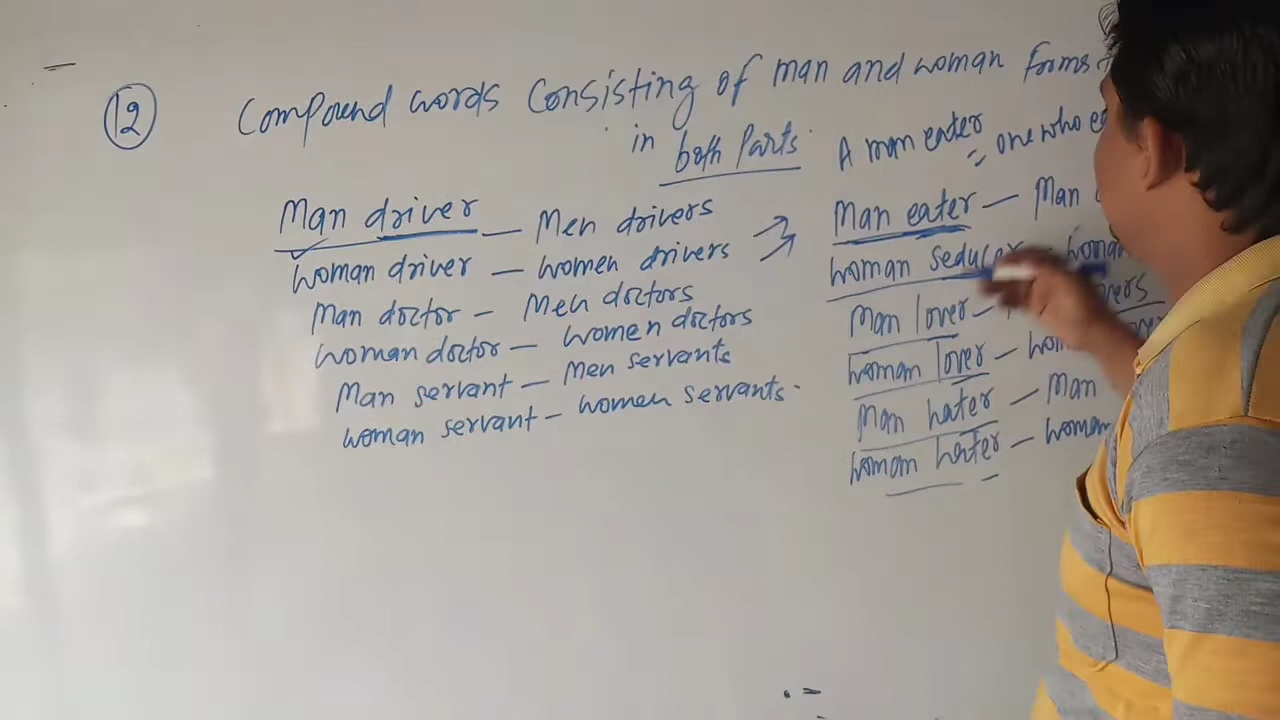 12 Compound words consisting of man and woman forms
in both Parts
A man eater = one who
Man driver — Men drivers
woman driver — women drivers
Man doctor — Men doctors
woman doctor — women doctors
Man servant — Men servants
woman servant — women servants.
Man eater — Man
woman seducer — woman
Man lover —
woman lover —
Man hater — Man
woman hater — woman